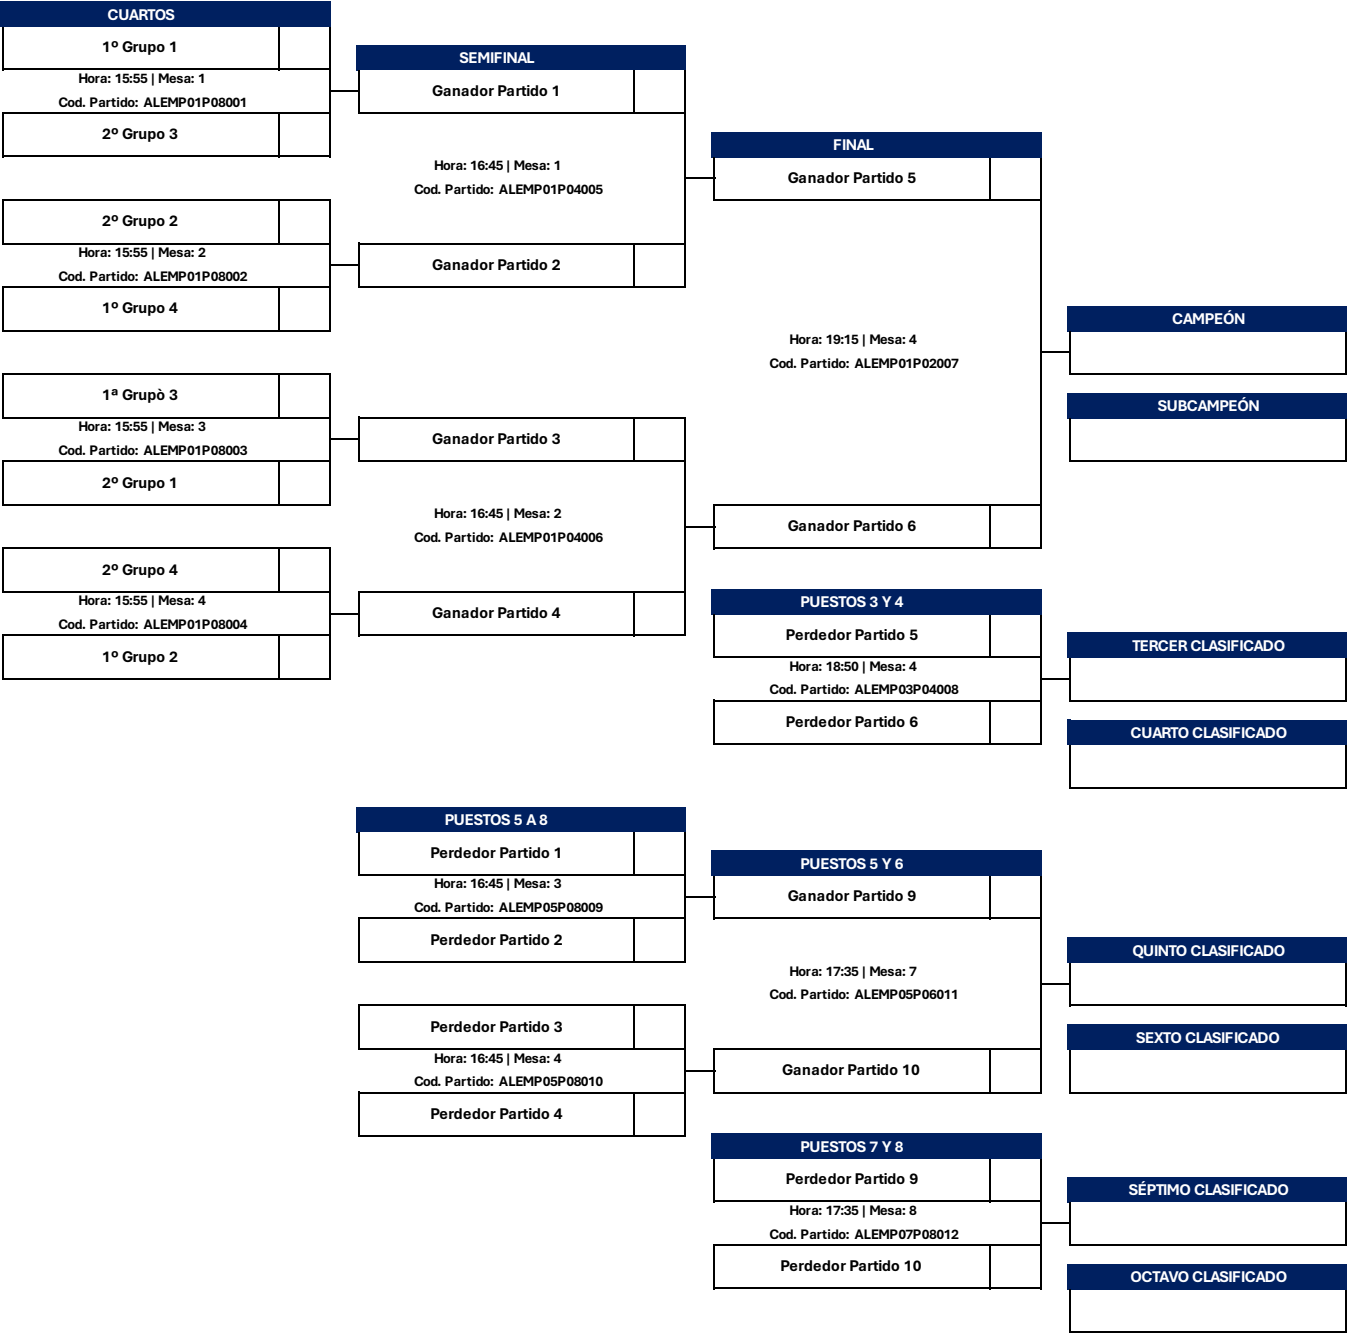 CUARTOS
1º Grupo 1
Hora: 15:55 | Mesa: 1
Cod. Partido: ALEMP01P08001
2º Grupo 3
2º Grupo 2
Hora: 15:55 | Mesa: 2
Cod. Partido: ALEMP01P08002
1º Grupo 4
1ª Grupò 3
Hora: 15:55 | Mesa: 3
Cod. Partido: ALEMP01P08003
2º Grupo 1
2º Grupo 4
Hora: 15:55 | Mesa: 4
Cod. Partido: ALEMP01P08004
1º Grupo 2
SEMIFINAL
Ganador Partido 1
Hora: 16:45 | Mesa: 1
Cod. Partido: ALEMP01P04005
Ganador Partido 2
Ganador Partido 3
Hora: 16:45 | Mesa: 2
Cod. Partido: ALEMP01P04006
Ganador Partido 4
FINAL
Ganador Partido 5
Hora: 19:15 | Mesa: 4
Cod. Partido: ALEMP01P02007
Ganador Partido 6
CAMPEÓN
SUBCAMPEÓN
PUESTOS 3 Y 4
Perdedor Partido 5
Hora: 18:50 | Mesa: 4
Cod. Partido: ALEMP03P04008
Perdedor Partido 6
TERCER CLASIFICADO
CUARTO CLASIFICADO
PUESTOS 5 A 8
Perdedor Partido 1
Hora: 16:45 | Mesa: 3
Cod. Partido: ALEMP05P08009
Perdedor Partido 2
Perdedor Partido 3
Hora: 16:45 | Mesa: 4
Cod. Partido: ALEMP05P08010
Perdedor Partido 4
PUESTOS 5 Y 6
Ganador Partido 9
Hora: 17:35 | Mesa: 7
Cod. Partido: ALEMP05P06011
Ganador Partido 10
QUINTO CLASIFICADO
SEXTO CLASIFICADO
PUESTOS 7 Y 8
Perdedor Partido 9
Hora: 17:35 | Mesa: 8
Cod. Partido: ALEMP07P08012
Perdedor Partido 10
SÉPTIMO CLASIFICADO
OCTAVO CLASIFICADO